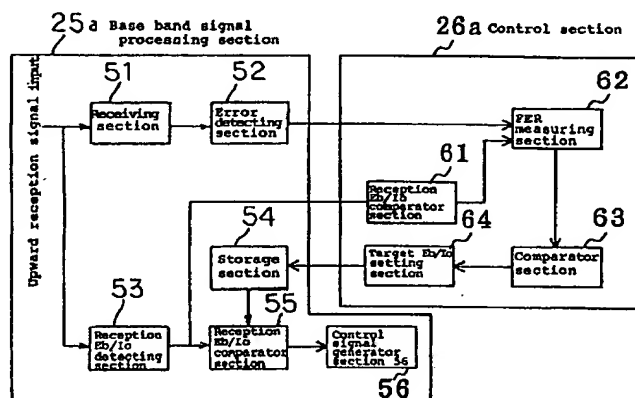 25a Base band signal
processing section
26a Control section
Upward reception signal input
51
Receiving
section
52
Error
detecting
section
62
FER
measuring
section
61
Reception
Eb/Io
comparator
section
54
Storage
section
64
Target Eb/Io
setting
section
63
Comparator
section
53
Reception
Eb/Io
detecting
section
55
Reception
Eb/Io
comparator
section
Control
signal
generator
section 56
56